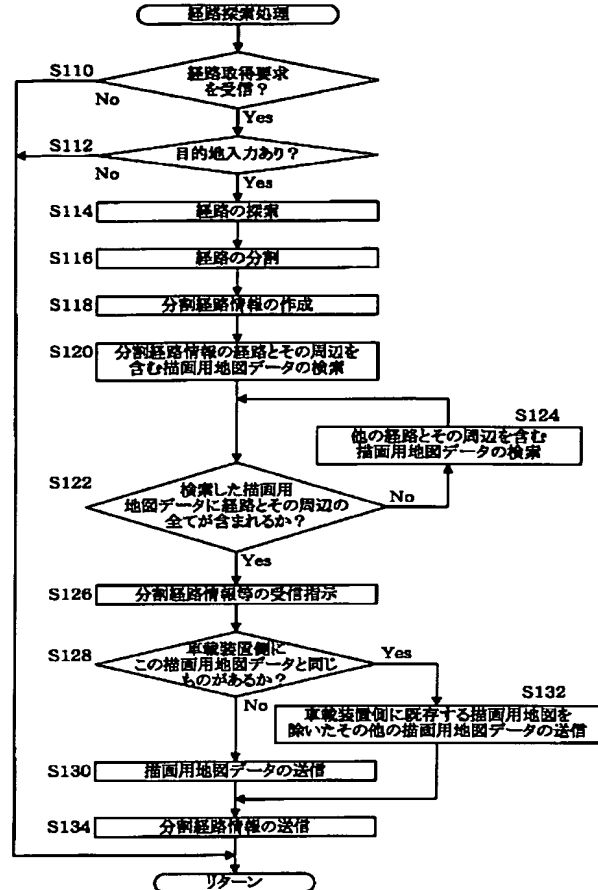 経路探索処理
S110
経路取得要求
を受信？
No
Yes
S112
目的地入力あり？
No
Yes
S114
経路の探索
S116
経路の分割
S118
分割経路情報の作成
S120
分割経路情報の経路とその周辺を
含む描画用地図データの検索
S124
他の経路とその周辺を含む
描画用地図データの検索
S122
検索した描画用
地図データに経路とその周辺の
全てが含まれるか？
No
Yes
S126
分割経路情報等の受信指示
S128
車載装置側に
この描画用地図データと同じ
ものがあるか？
Yes
No
S132
車載装置側に既存する描画用地図を
除いたその他の描画用地図データの送信
S130
描画用地図データの送信
S134
分割経路情報の送信
リターン